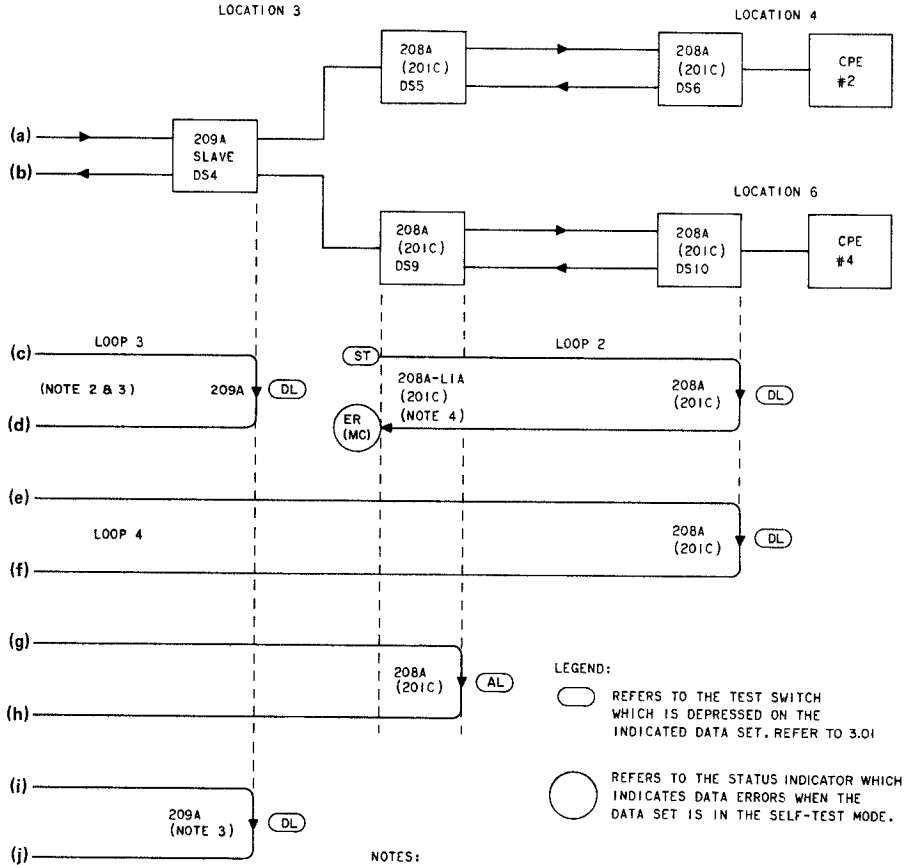 LOCATION 3
LOCATION 4
208A
(201C)
DS5
208A
(201C)
DS6
CPE
#2
(a)
(b)
209A
SLAVE
DS4
LOCATION 6
208A
(201C)
DS9
208A
(201C)
DS10
CPE
#4
(c)
LOOP 3
(NOTE 2 & 3)
209A
DL
(d)
ST
LOOP 2
208A-L1A
(201C)
(NOTE 4)
208A
(201C)
DL
ER
(MC)
(e)
LOOP 4
208A
(201C)
DL
(f)
(g)
208A
(201C)
AL
(h)
(i)
209A
(NOTE 3)
DL
(j)
LEGEND:
REFERS TO THE TEST SWITCH
WHICH IS DEPRESSED ON THE
INDICATED DATA SET. REFER TO 3.01
REFERS TO THE STATUS INDICATOR WHICH
INDICATES DATA ERRORS WHEN THE
DATA SET IS IN THE SELF-TEST MODE.
NOTES: